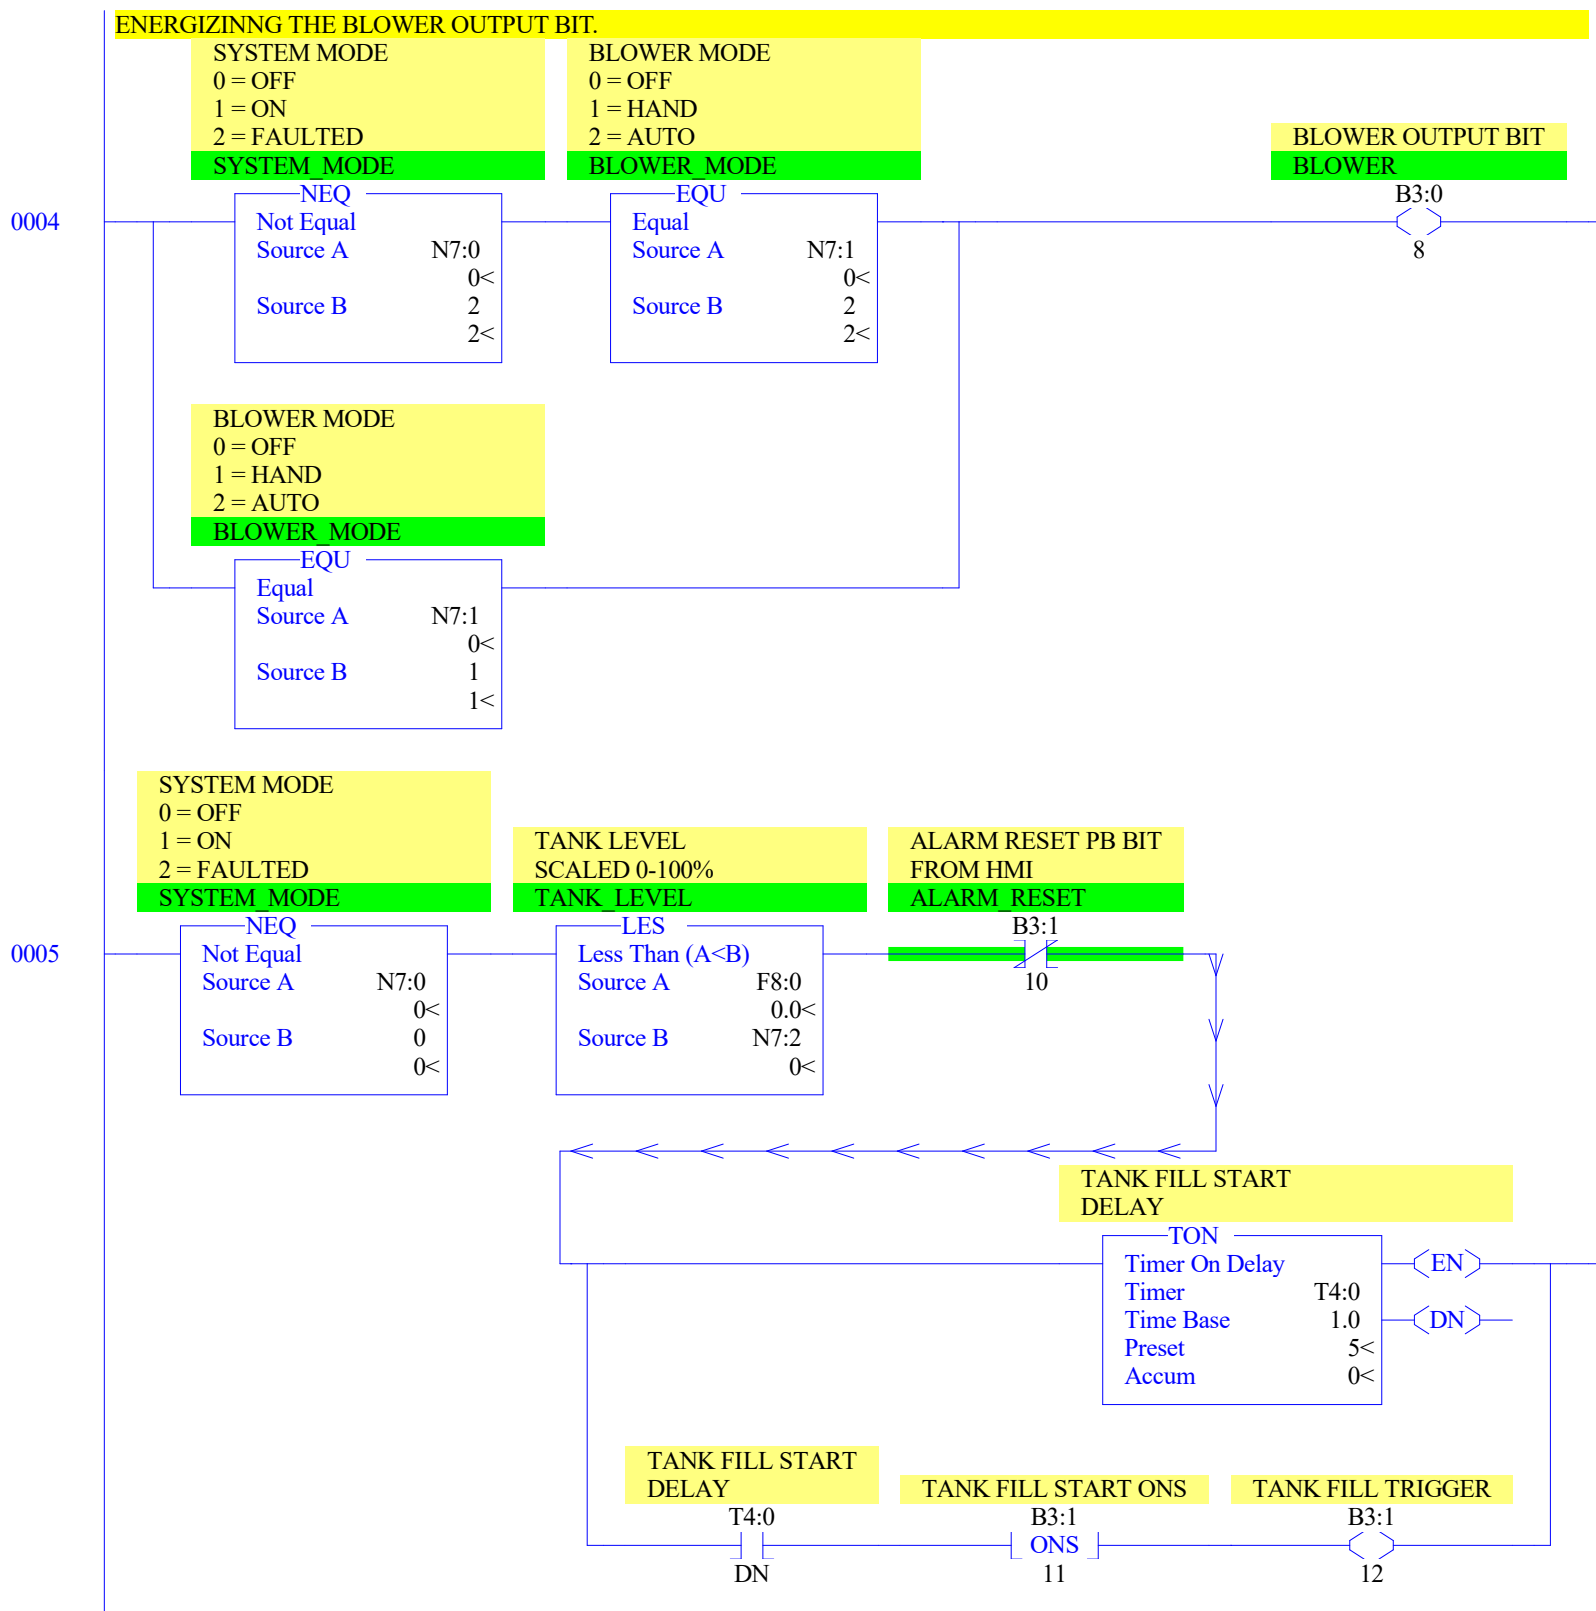 ENERGIZINNG THE BLOWER OUTPUT BIT.
SYSTEM MODE
0 = OFF
1 = ON
2 = FAULTED
SYSTEM_MODE
BLOWER MODE
0 = OFF
1 = HAND
2 = AUTO
BLOWER_MODE
BLOWER OUTPUT BIT
BLOWER
0004
NEQ
Not Equal
Source A N7:0
0<
Source B 2
2<
EQU
Equal
Source A N7:1
0<
Source B 2
2<
B3:0
8
BLOWER MODE
0 = OFF
1 = HAND
2 = AUTO
BLOWER_MODE
EQU
Equal
Source A N7:1
0<
Source B 1
1<
SYSTEM MODE
0 = OFF
1 = ON
2 = FAULTED
SYSTEM_MODE
TANK LEVEL
SCALED 0-100%
TANK_LEVEL
ALARM RESET PB BIT
FROM HMI
ALARM_RESET
0005
NEQ
Not Equal
Source A N7:0
0<
Source B 0
0<
LES
Less Than (A<B)
Source A F8:0
0.0<
Source B N7:2
0<
B3:1
10
TANK FILL START
DELAY
TON
Timer On Delay
Timer T4:0
Time Base 1.0
Preset 5<
Accum 0<
EN
DN
TANK FILL START
DELAY
T4:0
DN
TANK FILL START ONS
B3:1
ONS
11
TANK FILL TRIGGER
B3:1
12